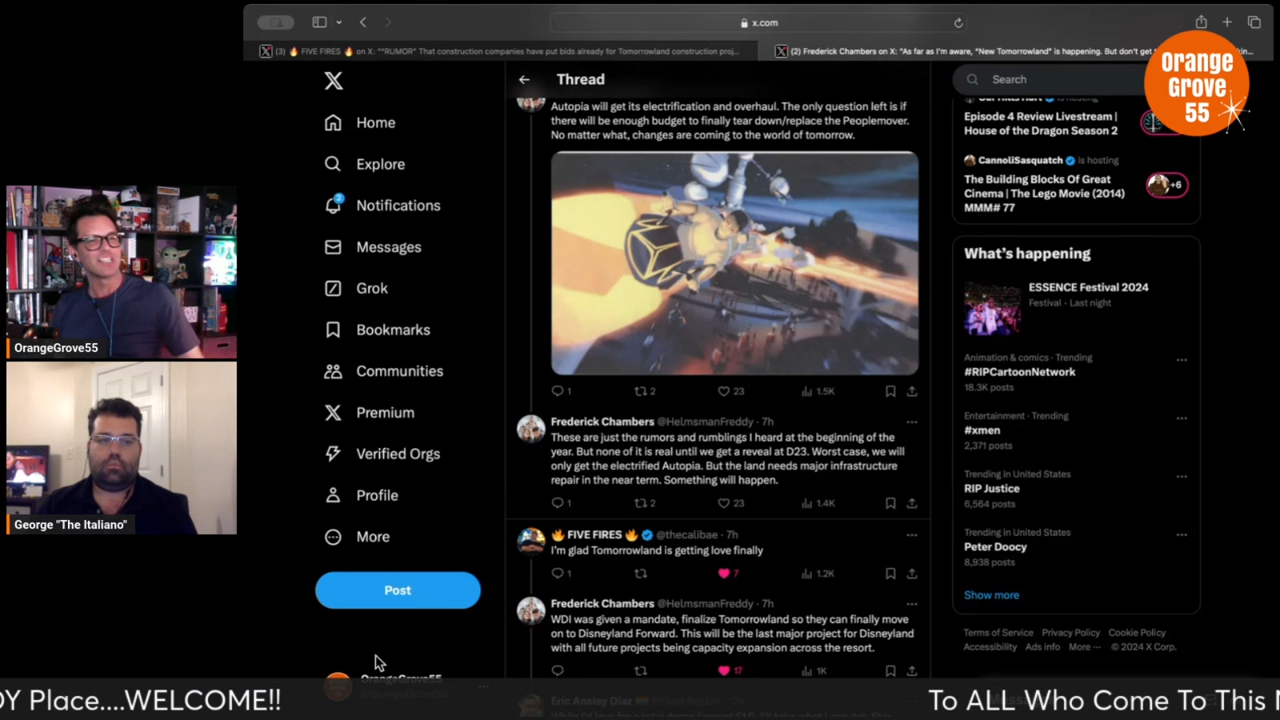 x.com
(3) 🔥 FIVE FIRES 🔥 on X: "*RUMOR" That construction companies have put bids already for Tomorrowland construction proj...
(2) Frederick Chambers on X: "As far as I'm aware, "New Tomorrowland" is happening. But don't get
Orange
Grove
55
Home
Explore
2
Notifications
Messages
Grok
Bookmarks
Communities
Premium
Verified Orgs
Profile
More
Post
OrangeGrove55
Thread
Autopia will get its electrification and overhaul. The only question left is if
there will be enough budget to finally tear down/replace the Peoplemover.
No matter what, changes are coming to the world of tomorrow.
1 2 23 1.5K
Frederick Chambers @HelmsmanFreddy · 7h
These are just the rumors and rumblings I heard at the beginning of the
year. But none of it is real until we get a reveal at D23. Worst case, we will
only get the electrified Autopia. But the land needs major infrastructure
repair in the near term. Something will happen.
1 2 23 1.4K
🔥 FIVE FIRES 🔥 @thecalibae · 7h
I'm glad Tomorrowland is getting love finally
1 7 1.2K
Frederick Chambers @HelmsmanFreddy · 7h
WDI was given a mandate, finalize Tomorrowland so they can finally move
on to Disneyland Forward. This will be the last major project for Disneyland
with all future projects being capacity expansion across the resort.
17 1K
Eric Ansley Diaz
Search
is hosting
Episode 4 Review Livestream |
House of the Dragon Season 2
CannoliSasquatch is hosting
The Building Blocks Of Great
Cinema | The Lego Movie (2014)
MMM# 77
+6
What's happening
ESSENCE Festival 2024
Festival · Last night
Animation & comics · Trending
#RIPCartoonNetwork
18.3K posts
Entertainment · Trending
#xmen
2,371 posts
Trending in United States
RIP Justice
6,564 posts
Trending in United States
Peter Doocy
8,938 posts
Show more
Terms of Service Privacy Policy Cookie Policy
Accessibility Ads info More ··· © 2024 X Corp.
OrangeGrove55
George "The Italiano"
DY Place....WELCOME!!
To ALL Who Come To This